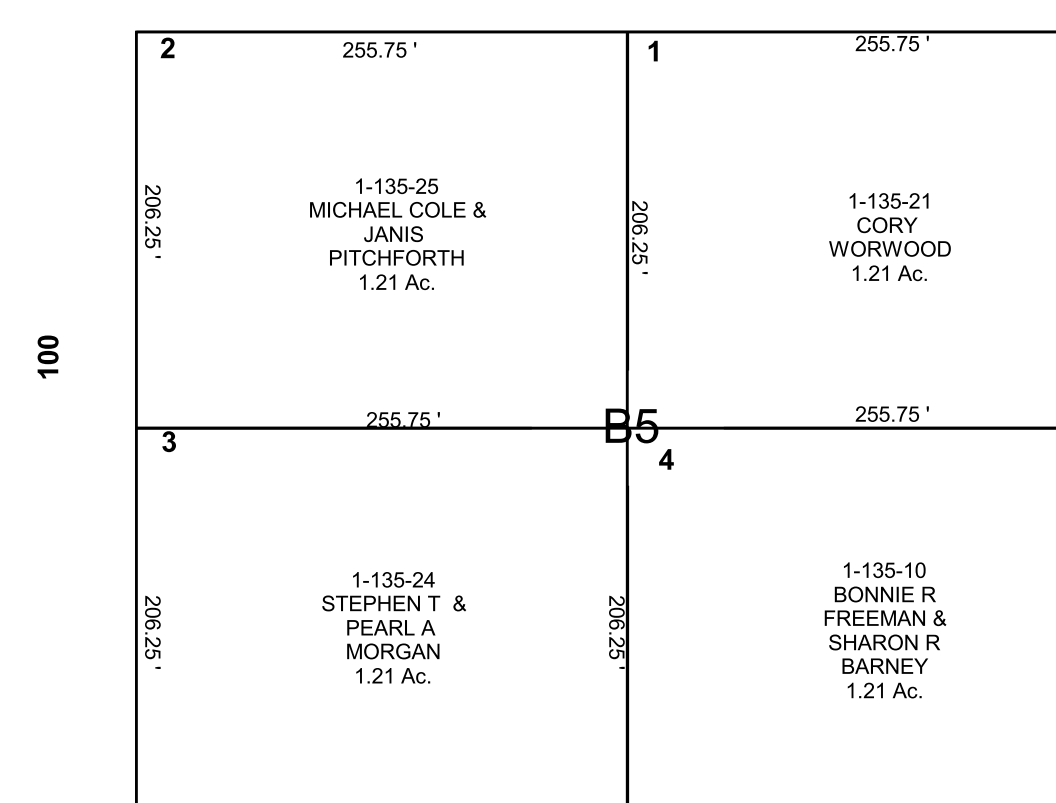 2
255.75 '
1
255.75 '
206.25 '
1-135-25
MICHAEL COLE &
JANIS
PITCHFORTH
1.21 Ac.
206.25 '
1-135-21
CORY
WORWOOD
1.21 Ac.
100
255.75 '
B5
255.75 '
3
4
206.25 '
1-135-24
STEPHEN T &
PEARL A
MORGAN
1.21 Ac.
206.25 '
1-135-10
BONNIE R
FREEMAN &
SHARON R
BARNEY
1.21 Ac.